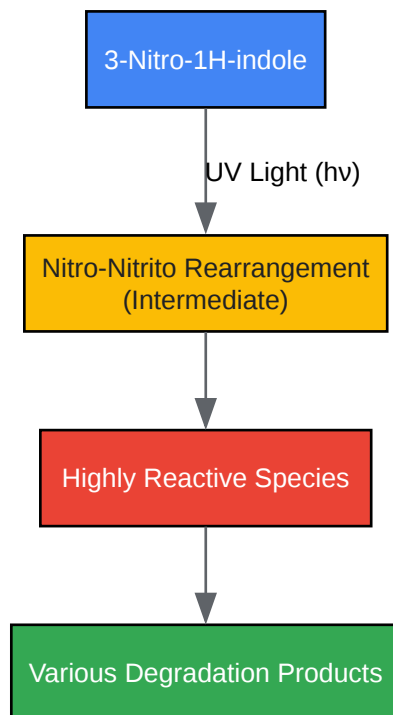 3-Nitro-1H-indole
UV Light (hν)
Nitro-Nitrito Rearrangement
(Intermediate)
Highly Reactive Species
Various Degradation Products